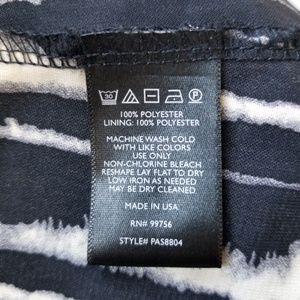 30 P
100% POLYESTER
LINING: 100% POLYESTER
MACHINE WASH COLD
WITH LIKE COLORS
USE ONLY
NON-CHLORINE BLEACH
RESHAPE LAY FLAT TO DRY
LOW IRON AS NEEDED
MAY BE DRY CLEANED
MADE IN USA
RN# 99756
STYLE# PAS8804